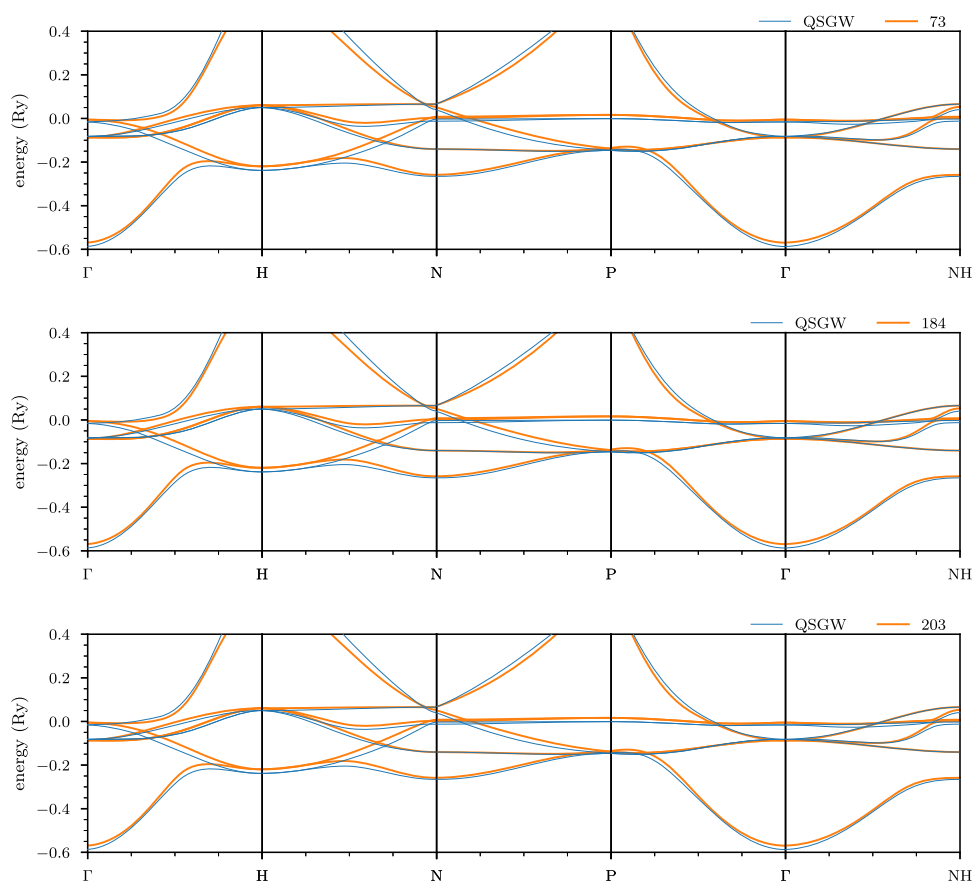 QSGW 73
0.4
0.2
0.0
−0.2
−0.4
−0.6
energy (Ry)
Γ H N P Γ NH
QSGW 184
0.4
0.2
0.0
−0.2
−0.4
−0.6
energy (Ry)
Γ H N P Γ NH
QSGW 203
0.4
0.2
0.0
−0.2
−0.4
−0.6
energy (Ry)
Γ H N P Γ NH